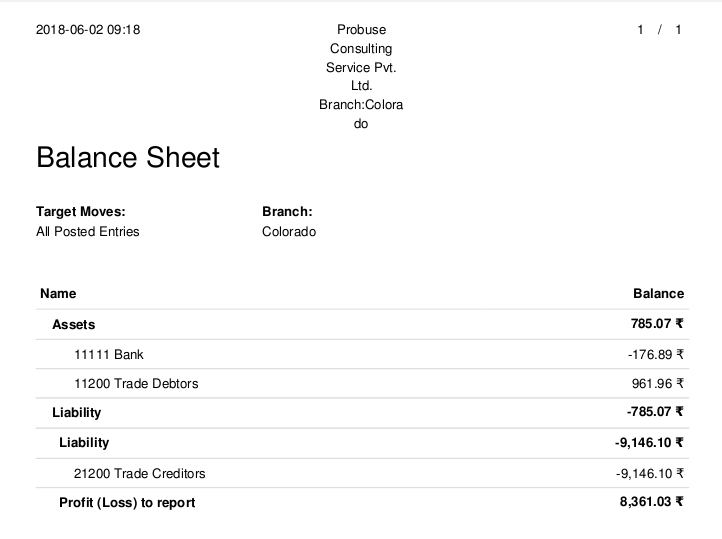 2018-06-02 09:18 Probuse 1 / 1
Consulting
Service Pvt.
Ltd.
Branch:Colora
do
Balance Sheet
Target Moves: Branch:
All Posted Entries Colorado
Name Balance
Assets 785.07 ₹
11111 Bank -176.89 ₹
11200 Trade Debtors 961.96 ₹
Liability -785.07 ₹
Liability -9,146.10 ₹
21200 Trade Creditors -9,146.10 ₹
Profit (Loss) to report 8,361.03 ₹